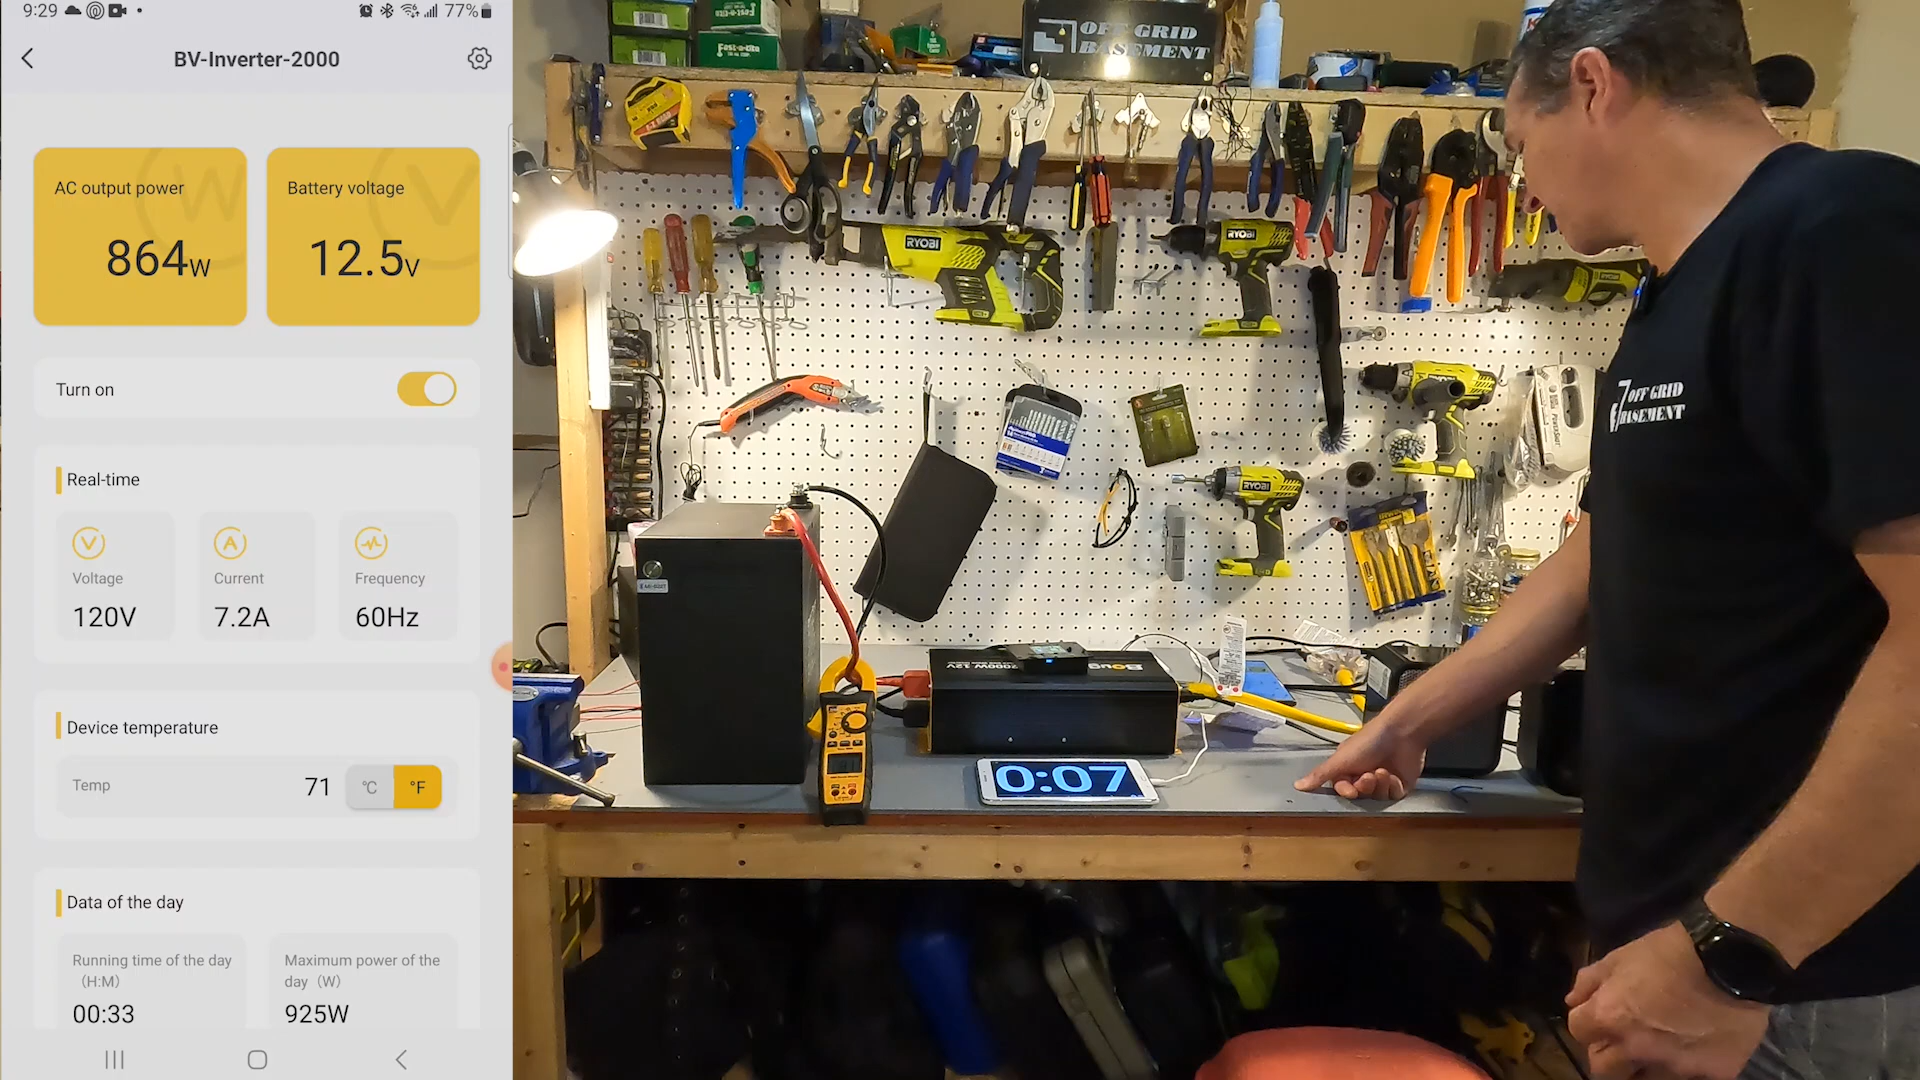 9:29
77%
BV-Inverter-2000
AC output power
864W
Battery voltage
12.5V
Turn on
Real-time
Voltage
120V
Current
7.2A
Frequency
60Hz
Device temperature
Temp
71
°C
°F
Data of the day
Running time of the day
(H:M)
00:33
Maximum power of the
day (W)
925W
OFF GRID
BASEMENT
RYOBI
RYOBI
RYOBI
OFF GRID
BASEMENT
2000W 12V
0:07